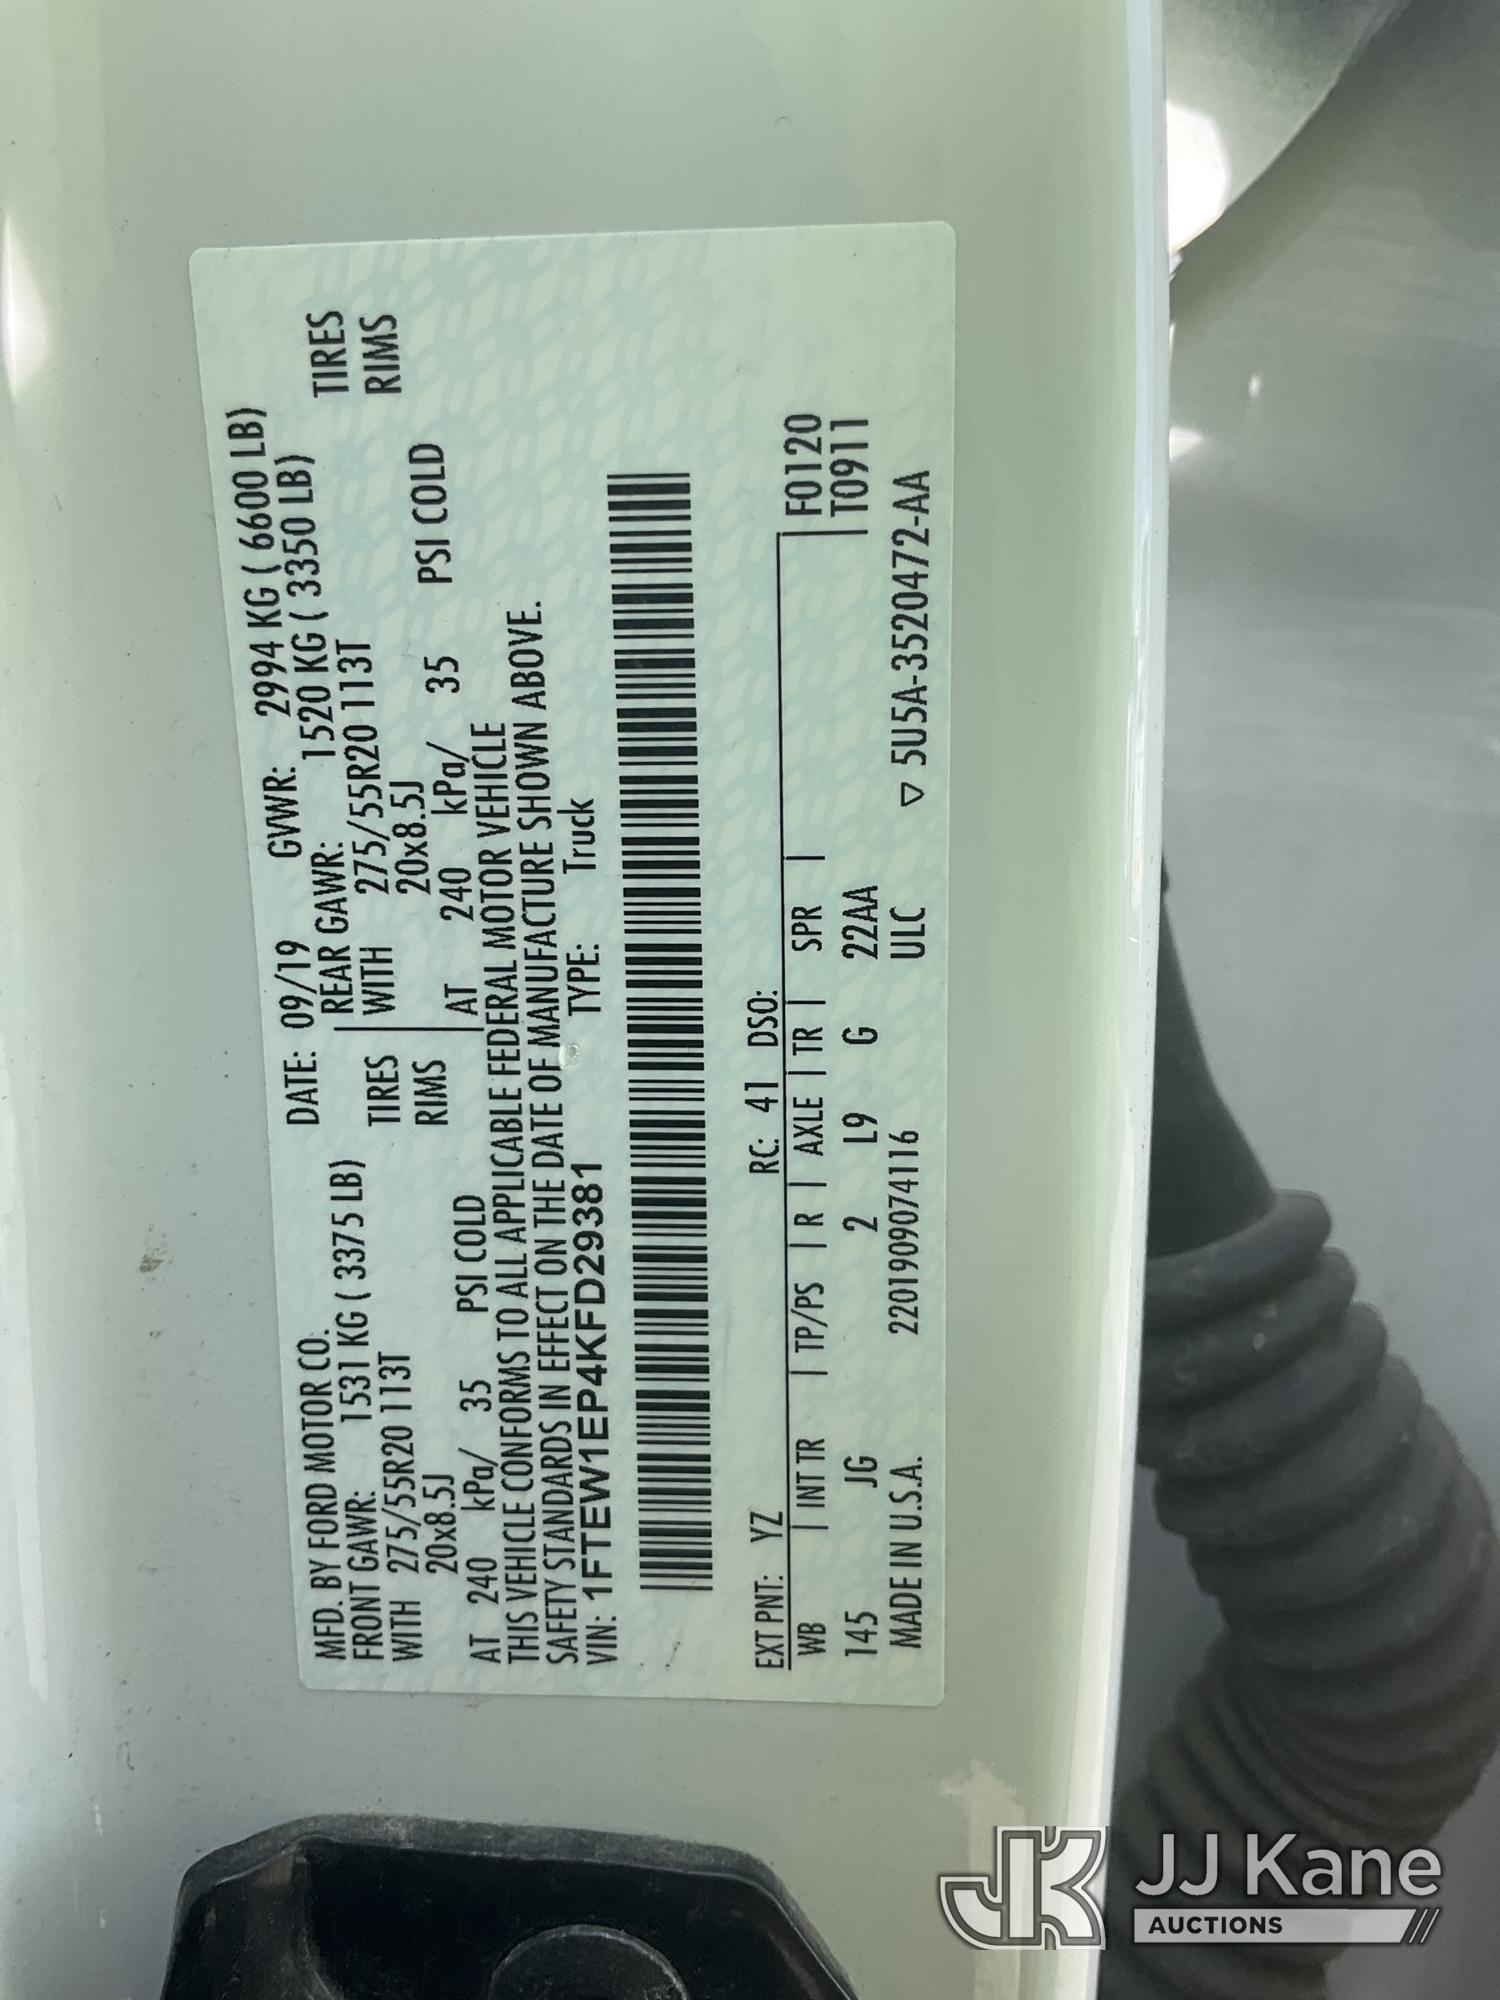 MFD. BY FORD MOTOR CO. DATE: 09/19 GVWR: 2994 KG ( 6600 LB)
FRONT GAWR: 1531 KG ( 3375 LB) REAR GAWR: 1520 KG ( 3350 LB)
WITH 275/55R20 113T TIRES WITH 275/55R20 113T TIRES
20x8.5J RIMS 20x8.5J RIMS
AT 240 kPa/ 35 PSI COLD AT 240 kPa/ 35 PSI COLD
THIS VEHICLE CONFORMS TO ALL APPLICABLE FEDERAL MOTOR VEHICLE
SAFETY STANDARDS IN EFFECT ON THE DATE OF MANUFACTURE SHOWN ABOVE.
VIN: 1FTEW1EP4KFD29381 TYPE: Truck
EXT PNT: YZ RC: 41 DSO:
WB | INT TR | TP/PS | R | AXLE | TR | SPR | F0120
145 JG 2 L9 G 22AA T0911
MADE IN U.S.A. 2201909074116 ULC ▽ 5U5A-3520472-AA
JK JJ Kane
AUCTIONS